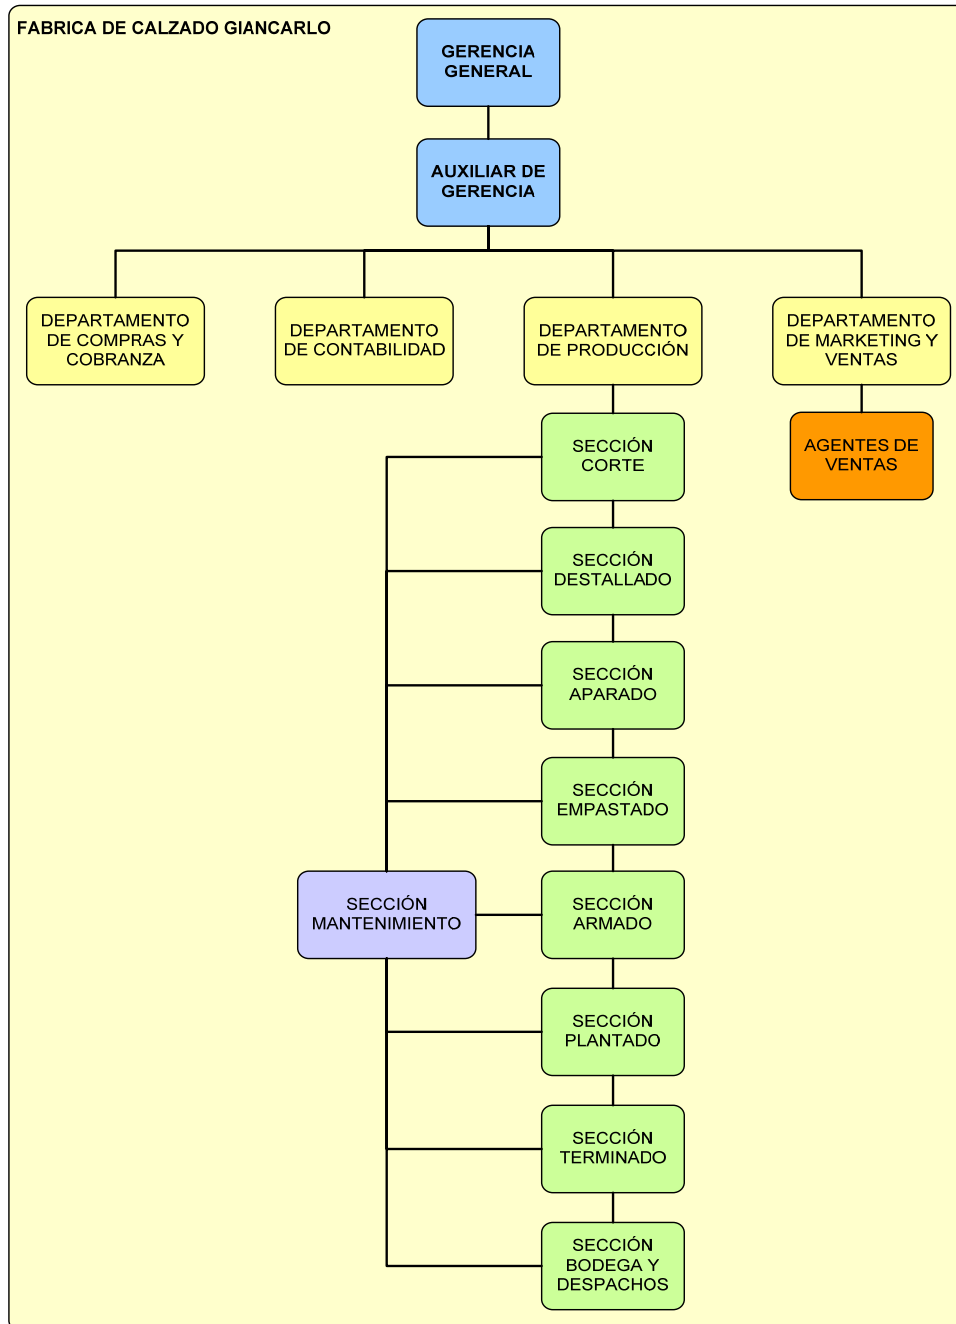 FABRICA DE CALZADO GIANCARLO
GERENCIA
GENERAL
AUXILIAR DE
GERENCIA
DEPARTAMENTO
DE COMPRAS Y
COBRANZA
DEPARTAMENTO
DE CONTABILIDAD
DEPARTAMENTO
DE PRODUCCIÓN
DEPARTAMENTO
DE MARKETING Y
VENTAS
AGENTES DE
VENTAS
SECCIÓN
CORTE
SECCIÓN
DESTALLADO
SECCIÓN
APARADO
SECCIÓN
EMPASTADO
SECCIÓN
MANTENIMIENTO
SECCIÓN
ARMADO
SECCIÓN
PLANTADO
SECCIÓN
TERMINADO
SECCIÓN
BODEGA Y
DESPACHOS